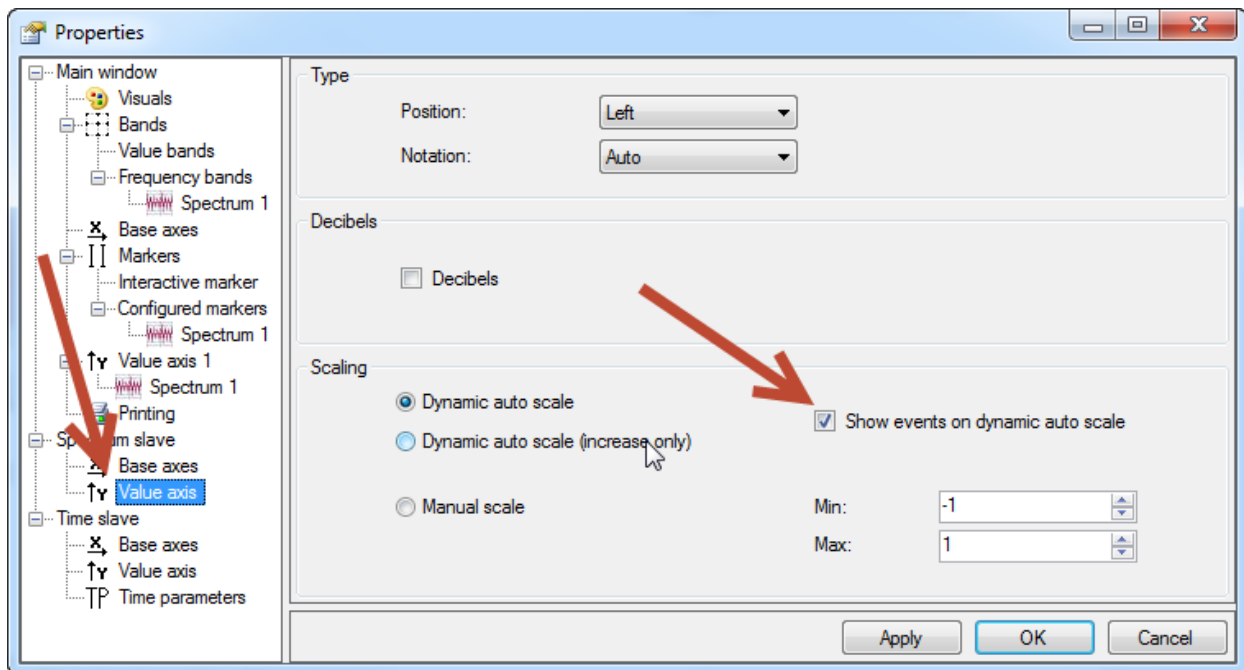 Properties
Main window
Visuals
Bands
Value bands
Frequency bands
Spectrum 1
Base axes
Markers
Interactive marker
Configured markers
Spectrum 1
Value axis 1
Spectrum 1
Printing
Spectrum slave
Base axes
Value axis
Time slave
Base axes
Value axis
TP Time parameters
Type
Position: Left
Notation: Auto
Decibels
Decibels
Scaling
Dynamic auto scale
Show events on dynamic auto scale
Dynamic auto scale (increase only)
Manual scale Min: -1
Max: 1
Apply OK Cancel